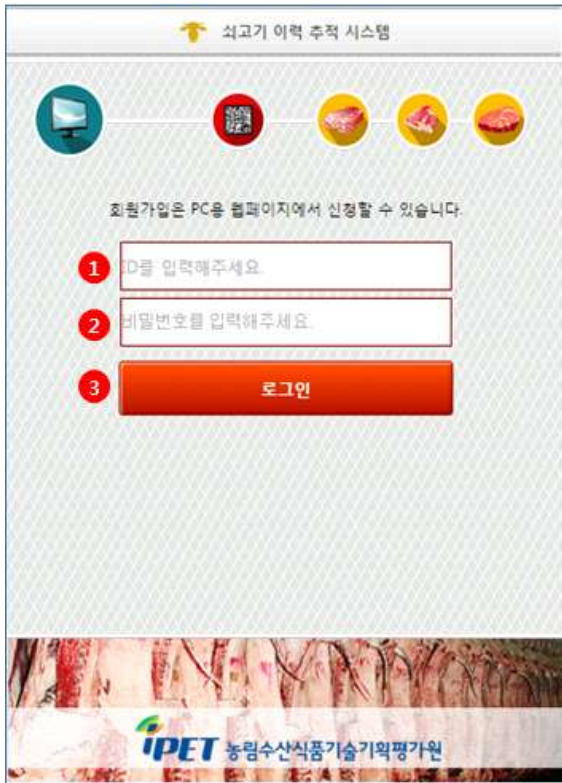 쇠고기 이력 추적 시스템
회원가입은 PC용 웹페이지에서 신청할 수 있습니다.
1 ID를 입력해주세요.
2 비밀번호를 입력해주세요.
3 로그인
iPET 농림수산식품기술기획평가원